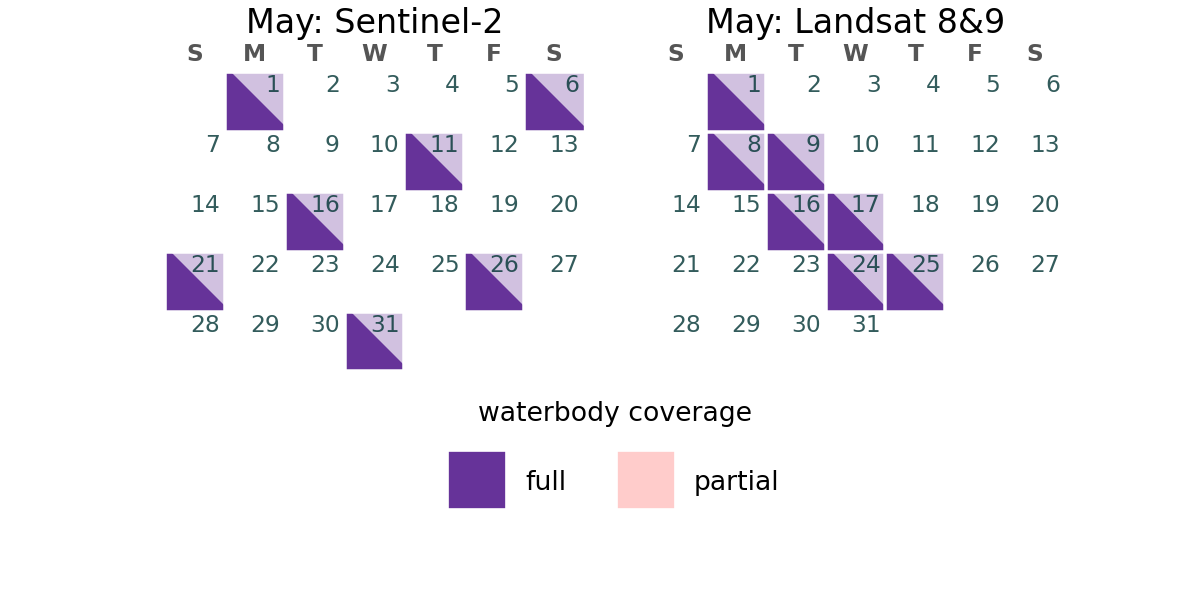 May: Sentinel-2
S M T W T F S
1 2 3 4 5 6
7 8 9 10 11 12 13
14 15 16 17 18 19 20
21 22 23 24 25 26 27
28 29 30 31
May: Landsat 8&9
S M T W T F S
1 2 3 4 5 6
7 8 9 10 11 12 13
14 15 16 17 18 19 20
21 22 23 24 25 26 27
28 29 30 31
waterbody coverage
full
partial